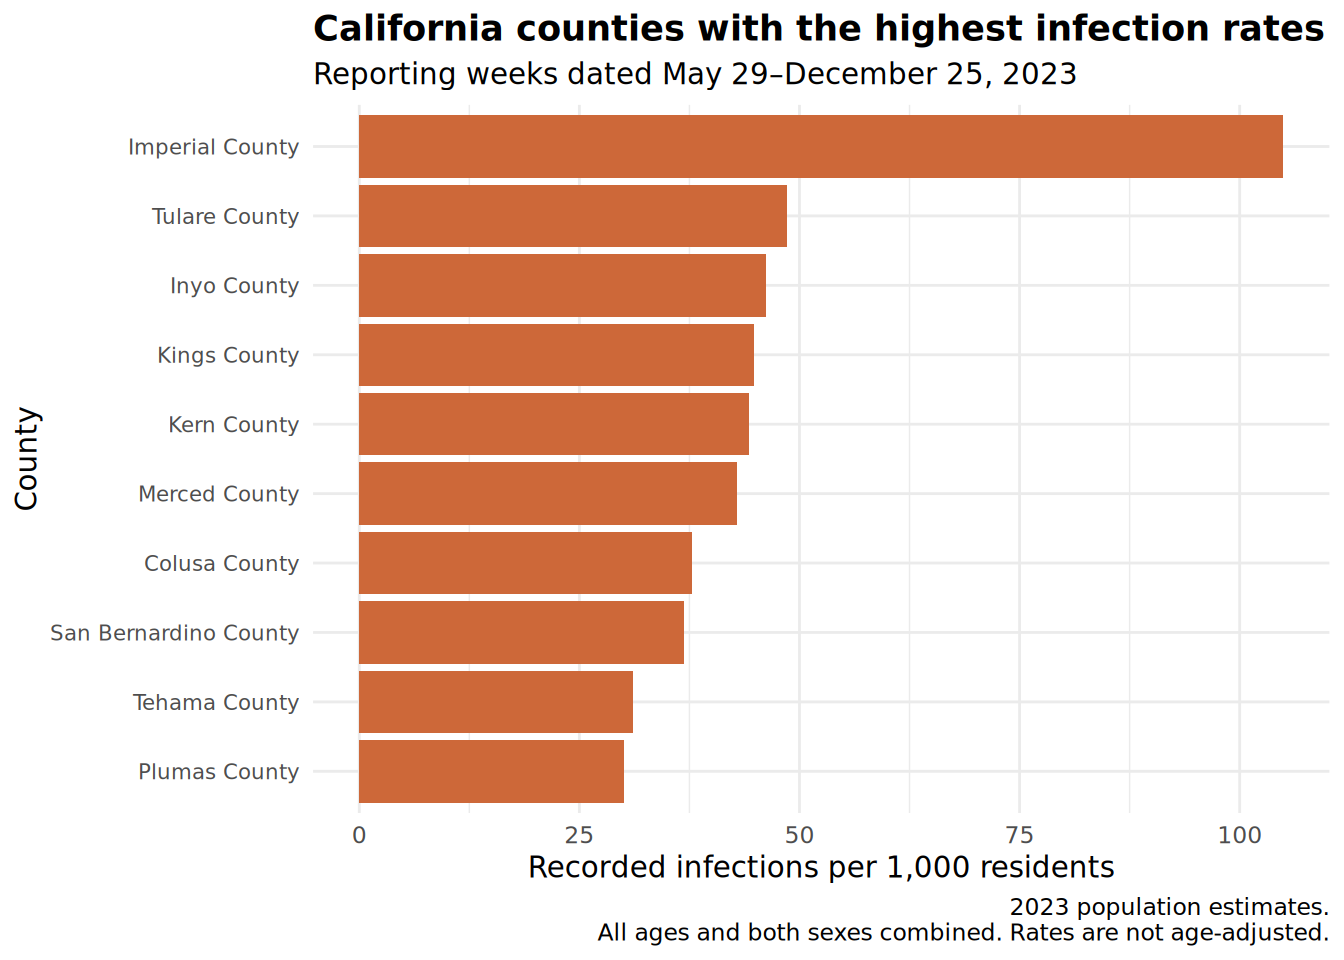 California counties with the highest infection rates
Reporting weeks dated May 29–December 25, 2023
Imperial County
Tulare County
Inyo County
Kings County
Kern County
Merced County
Colusa County
San Bernardino County
Tehama County
Plumas County
County
0 25 50 75 100
Recorded infections per 1,000 residents
2023 population estimates.
All ages and both sexes combined. Rates are not age-adjusted.